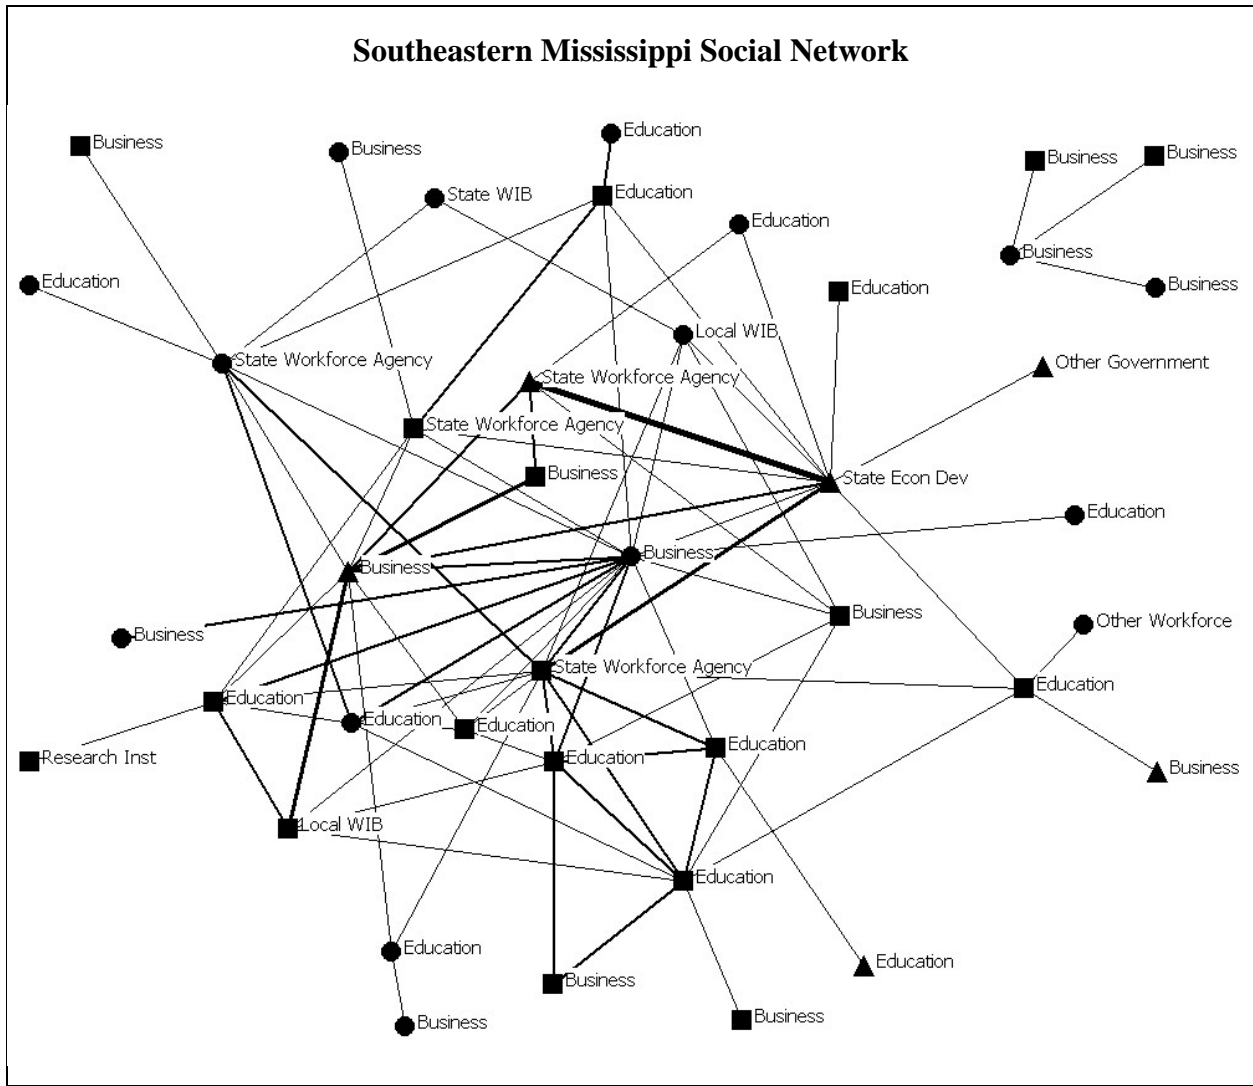 Southeastern Mississippi Social Network
Education
Business
Business
Business
Business
State WIB
Education
Education
Business
Education
Business
Education
Local WIB
State Workforce Agency
Other Government
State Workforce Agency
State Workforce Agency
Business
State Econ Dev
Education
Business
Business
Business
Other Workforce
Business
State Workforce Agency
Education
Education
Education
Education
Education
Research Inst
Education
Business
Local WIB
Education
Education
Education
Business
Business
Business